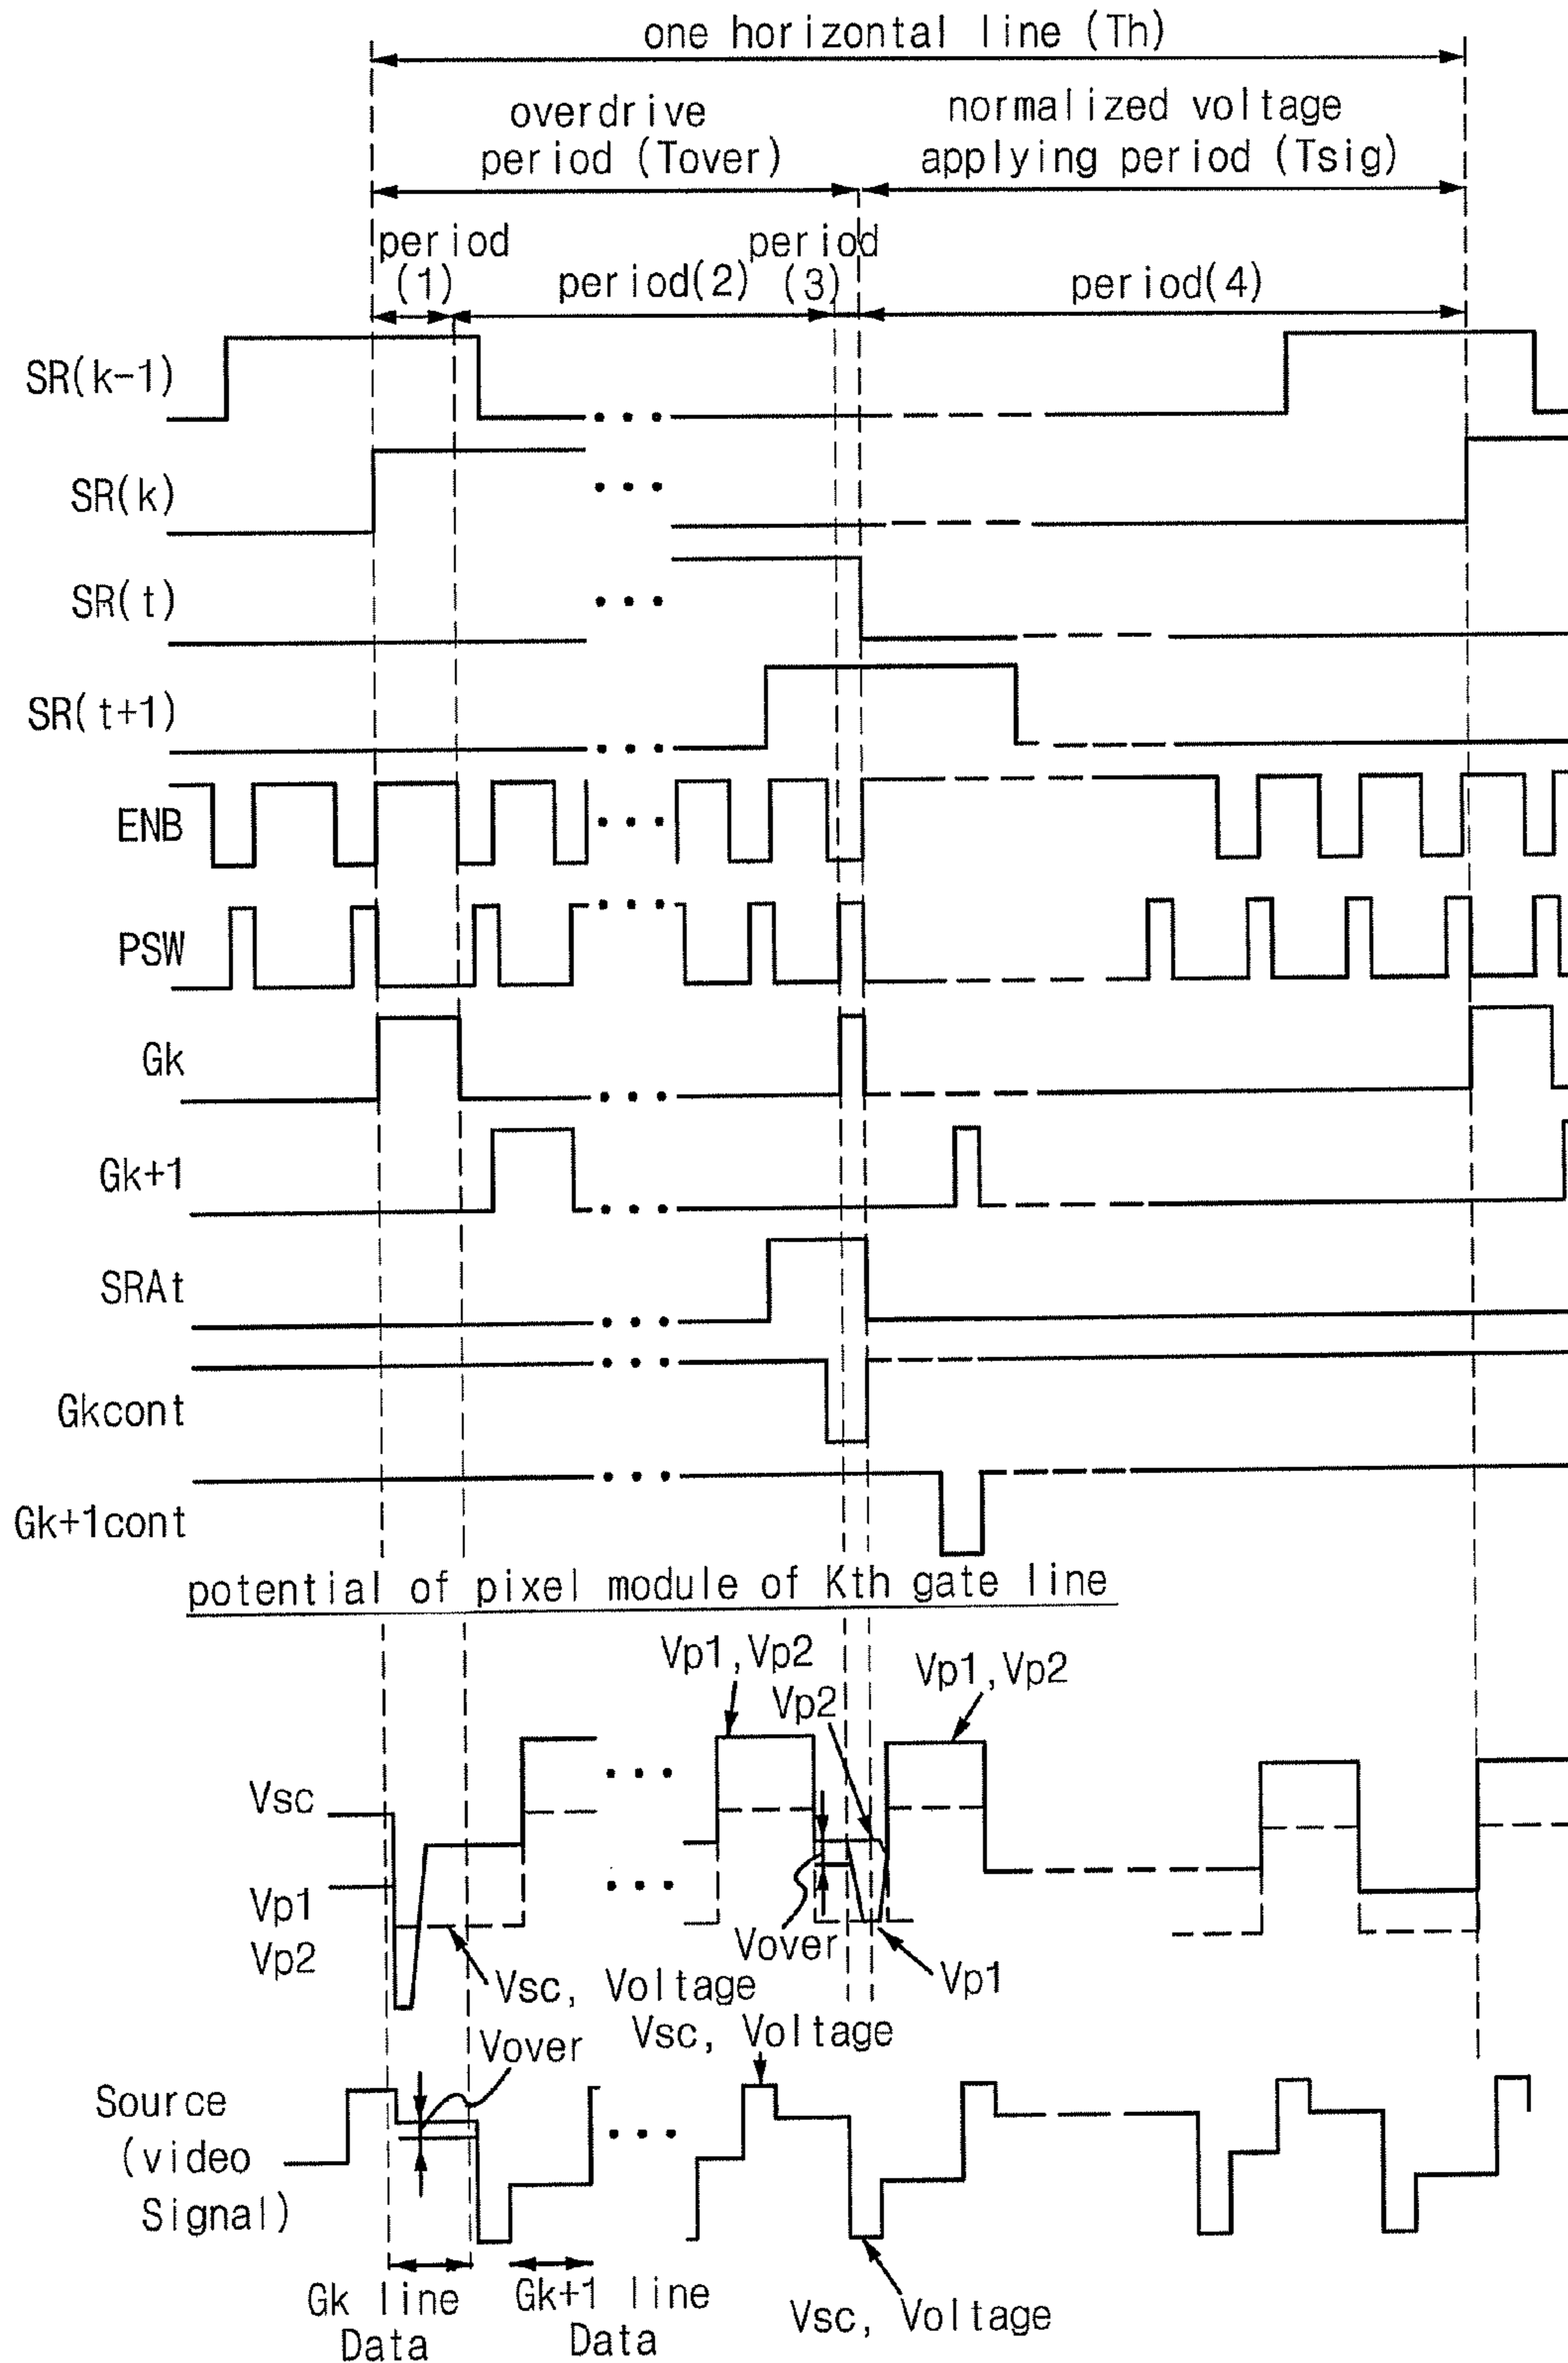 one horizontal line (Th)
overdrive
period (Tover)
normalized voltage
applying period (Tsig)
period
(1)
period(2)
period
(3)
period(4)
SR(k-1)
SR(k)
SR(t)
SR(t+1)
ENB
PSW
Gk
Gk+1
SRAt
Gkcont
Gk+1cont
potential of pixel module of Kth gate line
Vp1,Vp2
Vp2
Vp1,Vp2
Vsc
Vp1
Vp2
Vover
Vp1
Vsc, Voltage
Vsc, Voltage
Vover
Source
(video
Signal)
Gk line
Data
Gk+1 line
Data
Vsc, Voltage